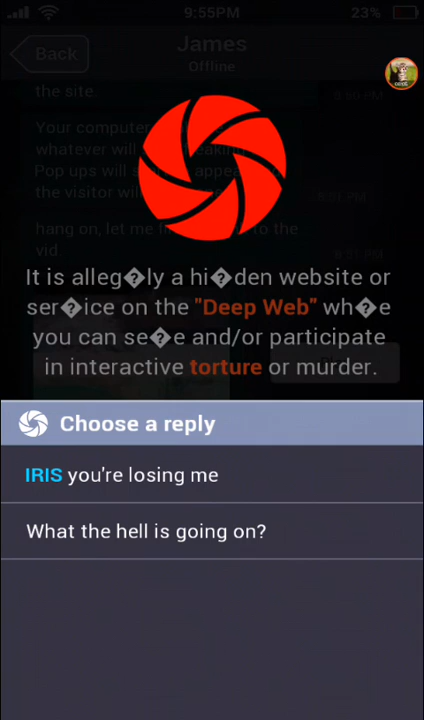 9:55PM
23%
Back
James
Offline
the site.
Your computer
whatever will
Pop ups will
the visitor
hang on, let me to the
vid.
It is alleg�ly a hi�den website or
ser�ice on the "Deep Web" wh�e
you can se�e and/or participate
in interactive torture or murder.
Choose a reply
IRIS you're losing me
What the hell is going on?